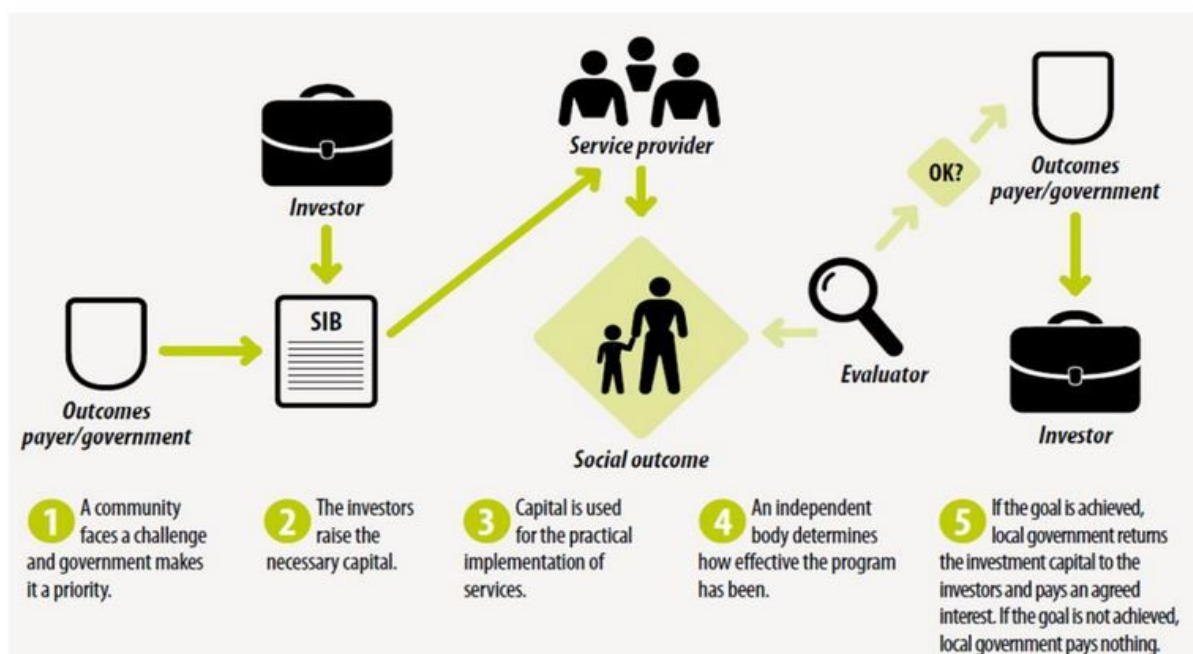 Service provider
Investor
OK?
Outcomes
payer/government
SIB
Evaluator
Outcomes
payer/government
Social outcome
Investor
1 A community
faces a challenge
and government makes
it a priority.
2 The investors
raise the
necessary capital.
3 Capital is used
for the practical
implementation of
services.
4 An independent
body determines
how effective the program
has been.
5 If the goal is achieved,
local government returns
the investment capital to the
investors and pays an agreed
interest. If the goal is not achieved,
local government pays nothing.